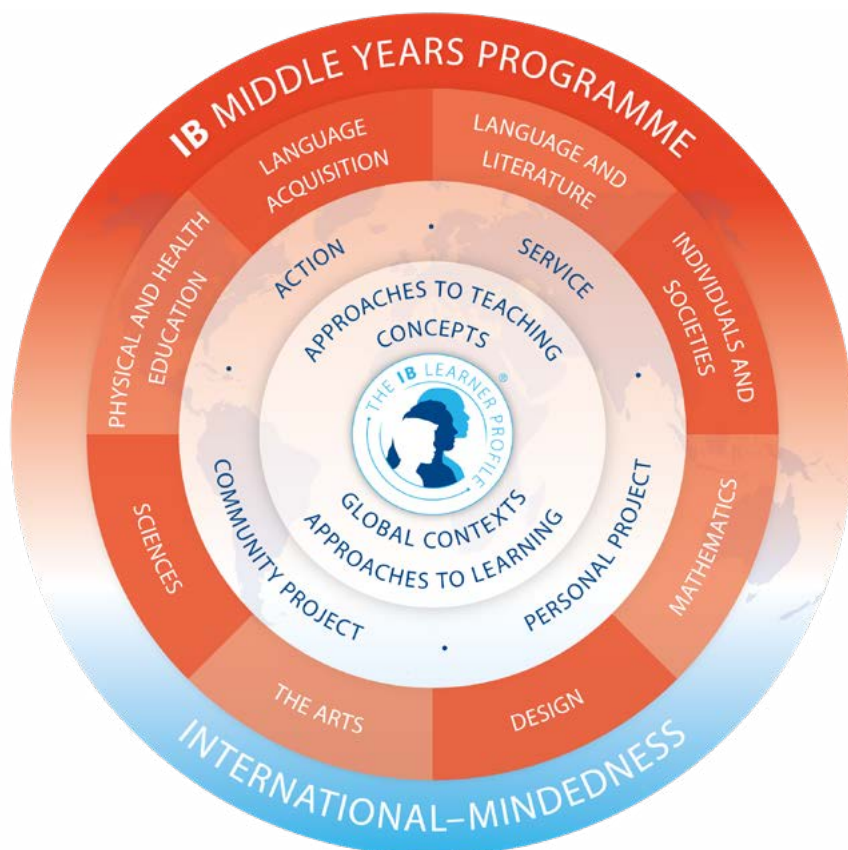 IB MIDDLE YEARS PROGRAMME
LANGUAGE
ACQUISITION
LANGUAGE AND
LITERATURE
INDIVIDUALS AND
SOCIETIES
MATHEMATICS
DESIGN
THE ARTS
SCIENCES
PHYSICAL AND HEALTH
EDUCATION
ACTION
SERVICE
PERSONAL PROJECT
COMMUNITY PROJECT
APPROACHES TO TEACHING
CONCEPTS
THE IB LEARNER PROFILE
®
GLOBAL CONTEXTS
APPROACHES TO LEARNING
INTERNATIONAL–MINDEDNESS